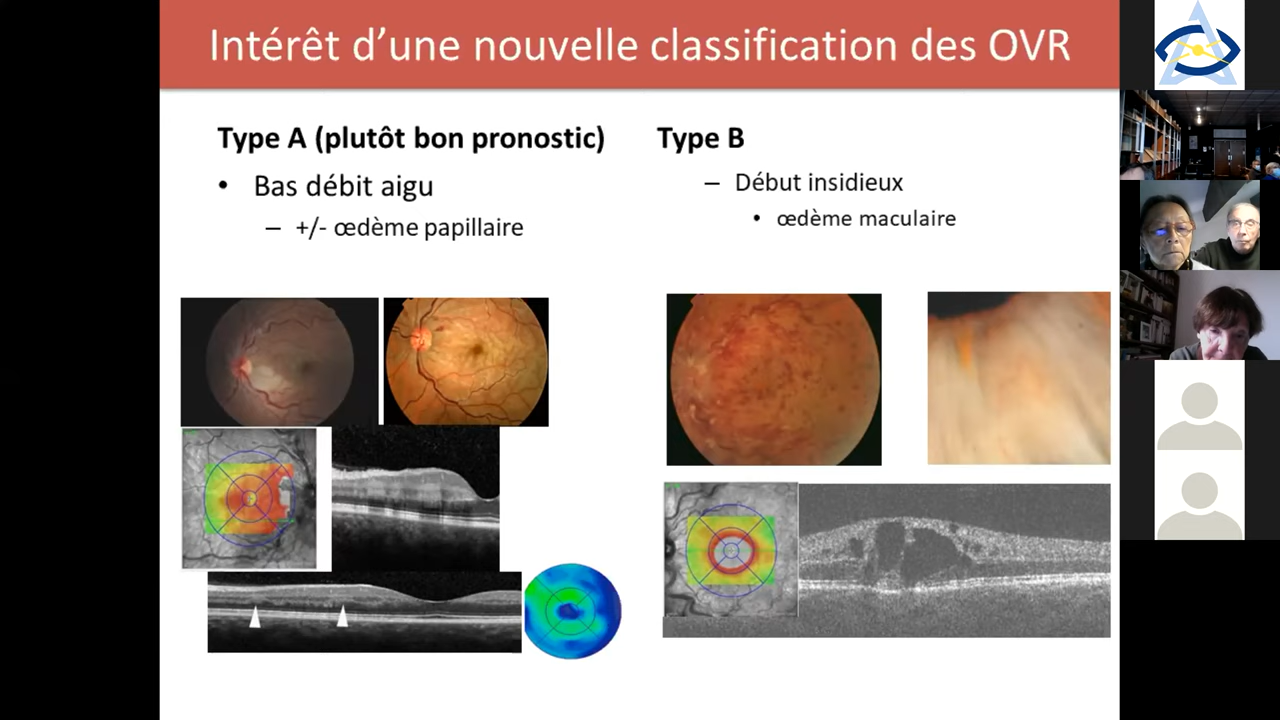 Intérêt d’une nouvelle classification des OVR
Type A (plutôt bon pronostic)
• Bas débit aigu
– +/- œdème papillaire
Type B
– Début insidieux
• œdème maculaire